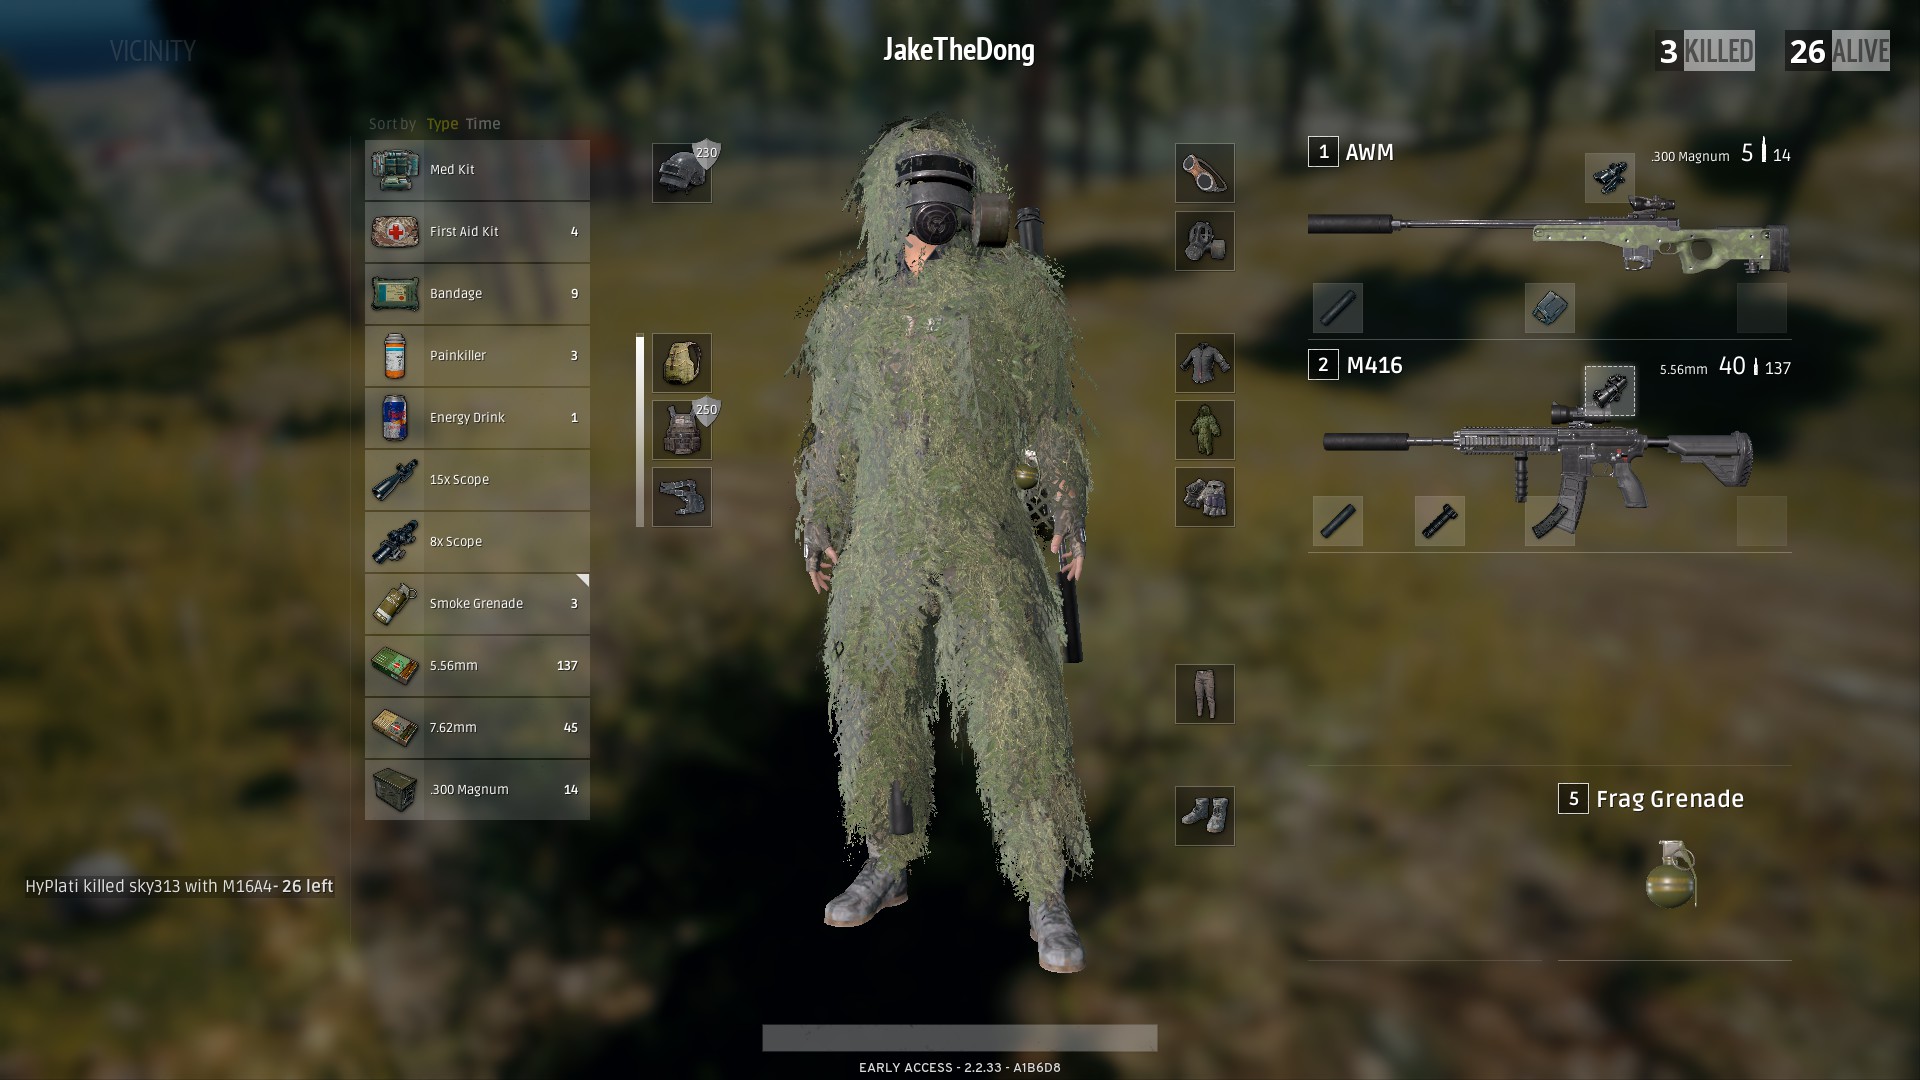 VICINITY
JakeTheDong
3 KILLED 26 ALIVE
Sort by Type Time
Med Kit
First Aid Kit 4
Bandage 9
Painkiller 3
Energy Drink 1
15x Scope
8x Scope
Smoke Grenade 3
5.56mm 137
7.62mm 45
.300 Magnum 14
230
250
1 AWM .300 Magnum 5 14
2 M416 5.56mm 40 137
5 Frag Grenade
HyPlati killed sky313 with M16A4- 26 left
EARLY ACCESS - 2.2.33 - A1B6D8